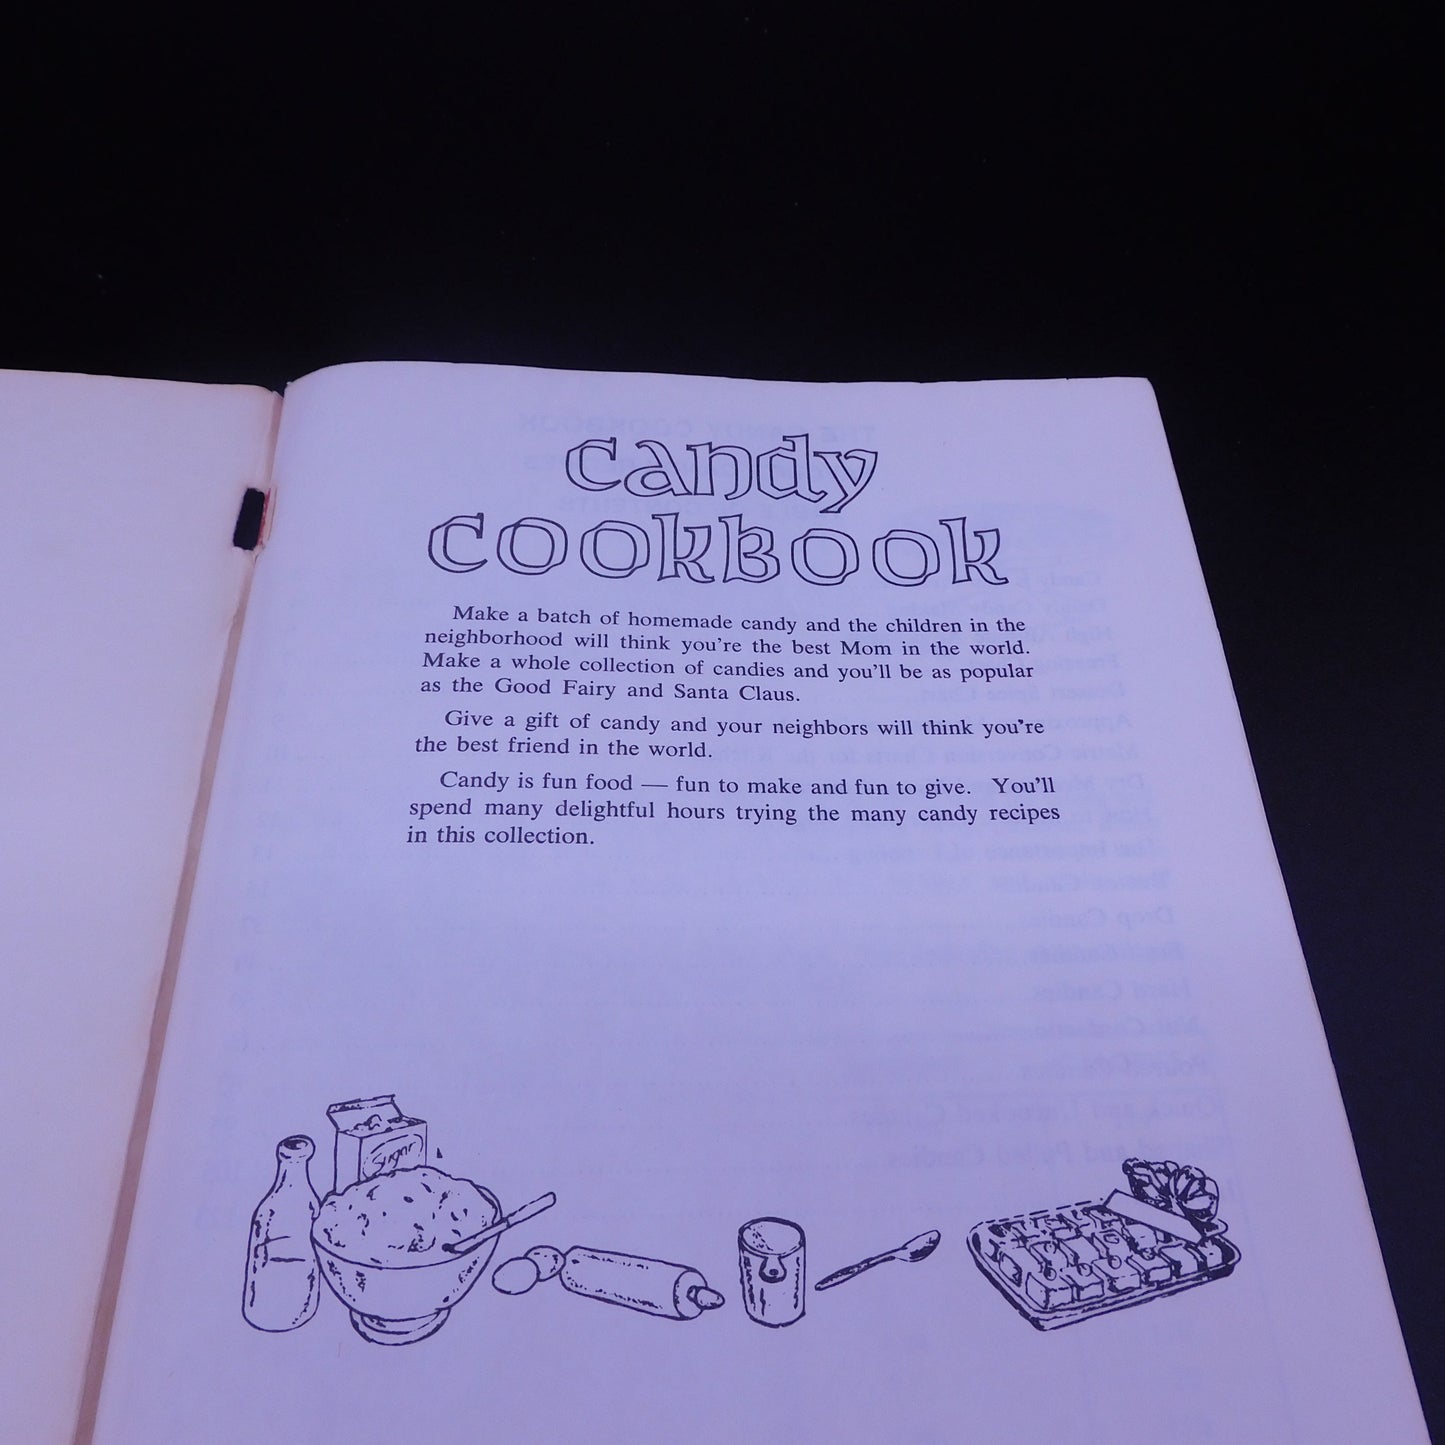 Candy
Cookbook
Make a batch of homemade candy and the children in the
neighborhood will think you're the best Mom in the world.
Make a whole collection of candies and you'll be as popular
as the Good Fairy and Santa Claus.
Give a gift of candy and your neighbors will think you're
the best friend in the world.
Candy is fun food — fun to make and fun to give. You'll
spend many delightful hours trying the many candy recipes
in this collection.
Sugar